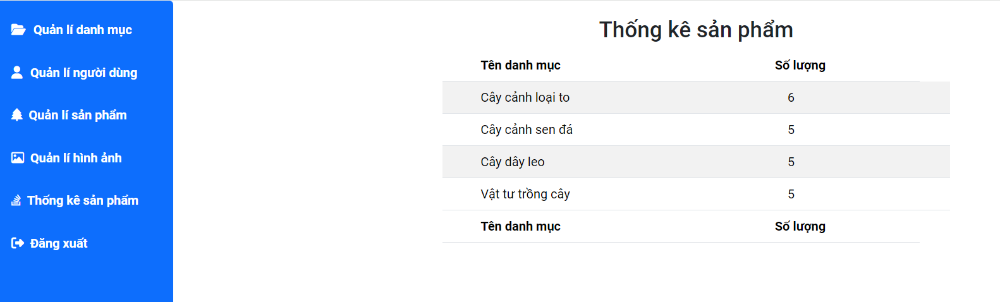 Quản lí danh mục
Quản lí người dùng
Quản lí sản phẩm
Quản lí hình ảnh
Thống kê sản phẩm
Đăng xuất
Thống kê sản phẩm
Tên danh mục Số lượng
Cây cảnh loại to 6
Cây cảnh sen đá 5
Cây dây leo 5
Vật tư trồng cây 5
Tên danh mục Số lượng